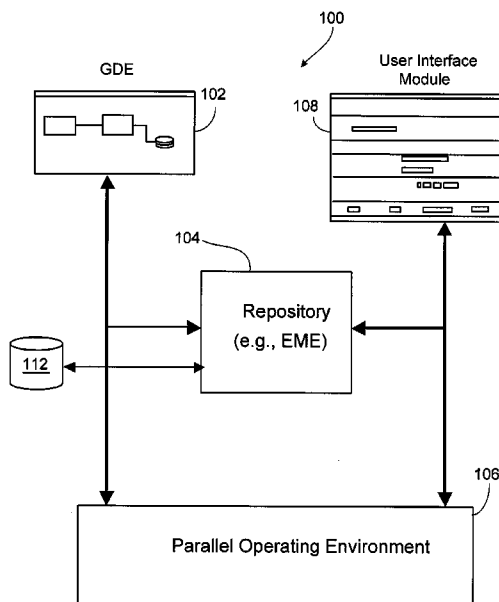 100
GDE
User Interface
Module
102
108
104
Repository
(e.g., EME)
112
106
Parallel Operating Environment